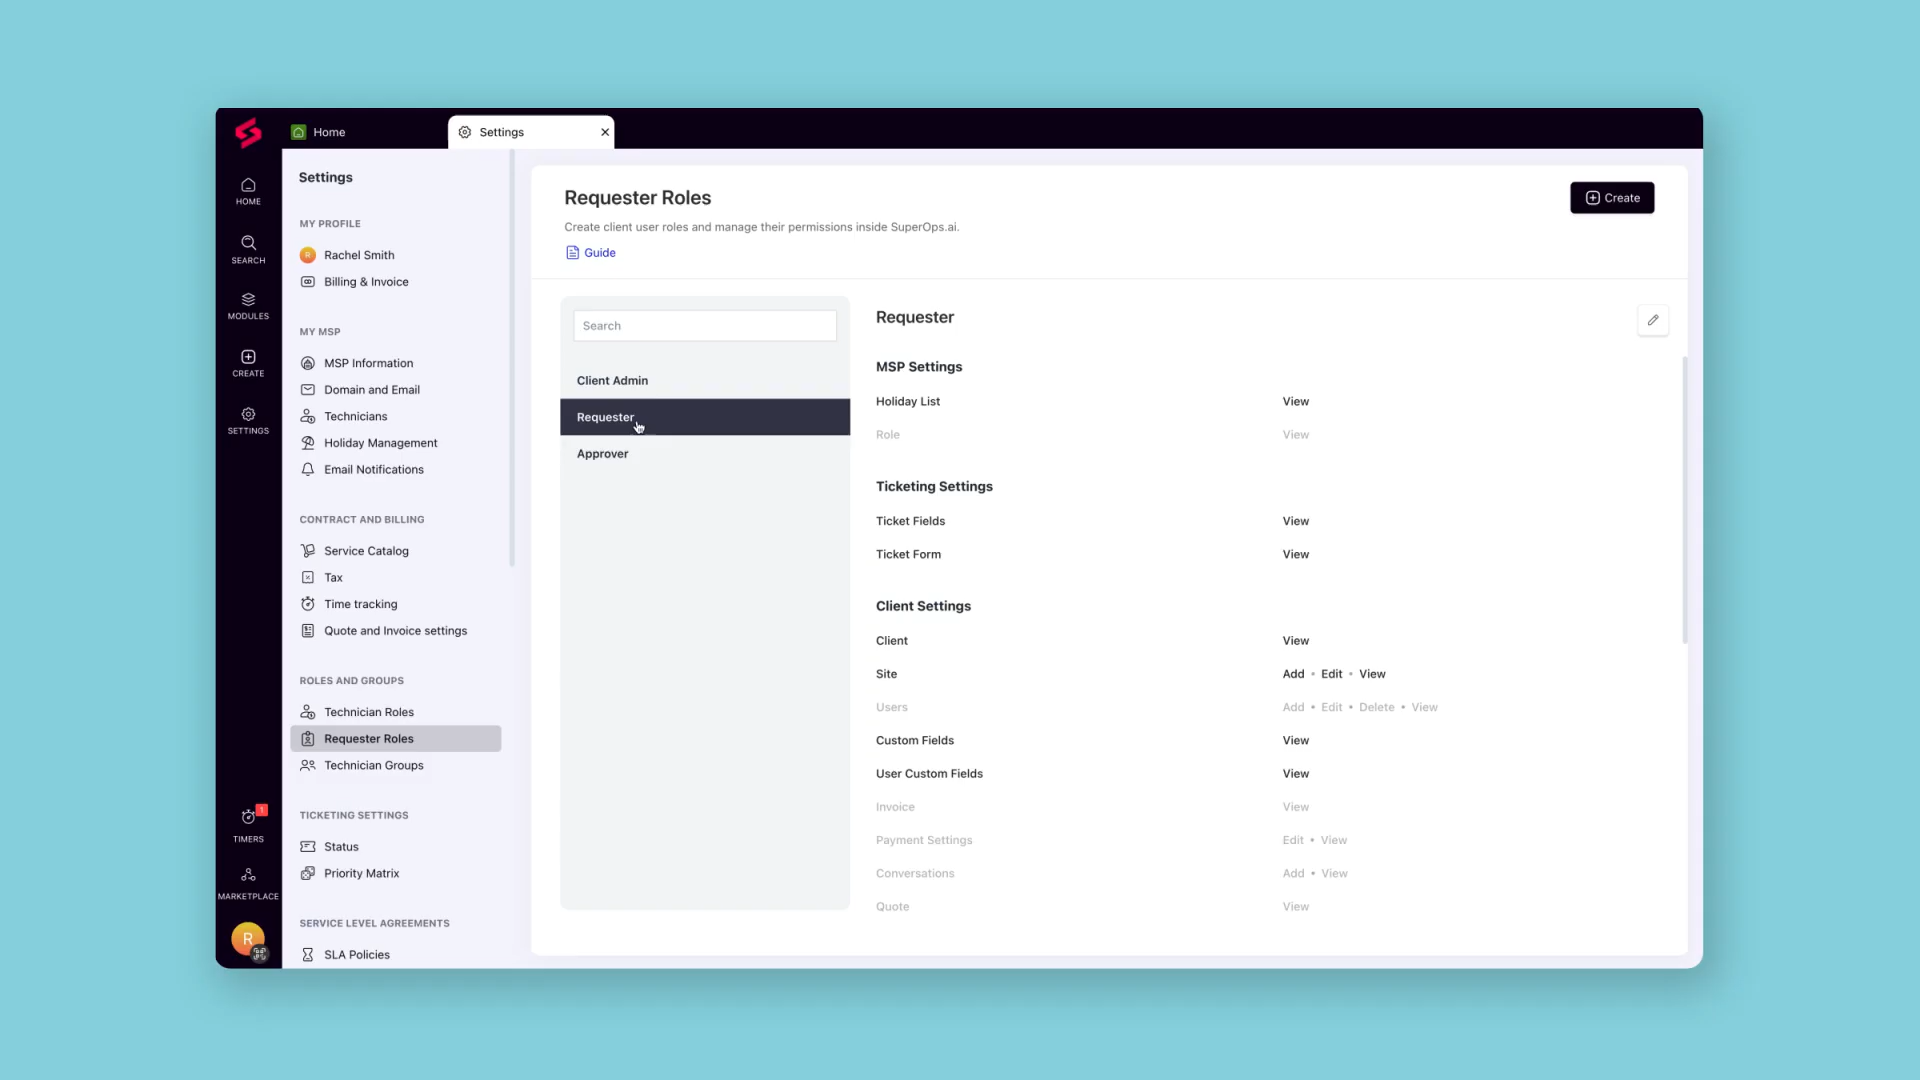 Home
Settings
HOME
SEARCH
MODULES
CREATE
SETTINGS
1
TIMERS
MARKETPLACE
R
Settings
MY PROFILE
R Rachel Smith
Billing & Invoice
MY MSP
MSP Information
Domain and Email
Technicians
Holiday Management
Email Notifications
CONTRACT AND BILLING
Service Catalog
Tax
Time tracking
Quote and Invoice settings
ROLES AND GROUPS
Technician Roles
Requester Roles
Technician Groups
TICKETING SETTINGS
Status
Priority Matrix
SERVICE LEVEL AGREEMENTS
SLA Policies
Requester Roles
Create client user roles and manage their permissions inside SuperOps.ai.
Guide
Create
Search
Client Admin
Requester
Approver
Requester
MSP Settings
Holiday List View
Role View
Ticketing Settings
Ticket Fields View
Ticket Form View
Client Settings
Client View
Site Add • Edit • View
Users Add • Edit • Delete • View
Custom Fields View
User Custom Fields View
Invoice View
Payment Settings Edit • View
Conversations Add • View
Quote View